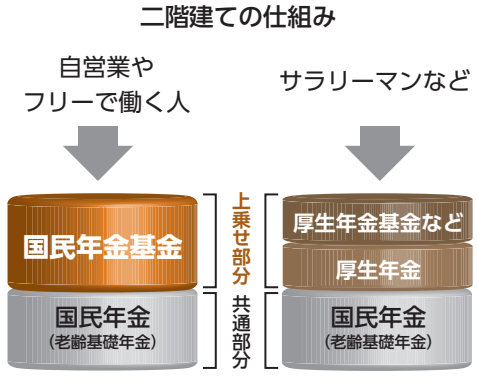 二階建ての仕組み
自営業や
フリーで働く人
サラリーマンなど
国民年金基金
国民年金
(老齢基礎年金)
上乗せ部分
共通部分
厚生年金基金など
厚生年金
国民年金
(老齢基礎年金)